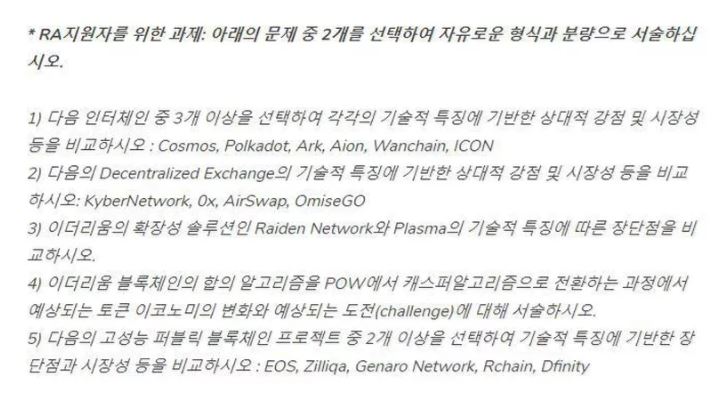 * RA지원자를 위한 과제: 아래의 문제 중 2개를 선택하여 자유로운 형식과 분량으로 서술하십
시오.
1) 다음 인터체인 중 3개 이상을 선택하여 각각의 기술적 특징에 기반한 상대적 강점 및 시장성
등을 비교하시오 : Cosmos, Polkadot, Ark, Aion, Wanchain, ICON
2) 다음의 Decentralized Exchange의 기술적 특징에 기반한 상대적 강점 및 시장성 등을 비교
하시오: KyberNetwork, 0x, AirSwap, OmiseGO
3) 이더리움의 확장성 솔루션인 Raiden Network와 Plasma의 기술적 특징에 따른 장단점을 비
교하시오.
4) 이더리움 블록체인의 합의 알고리즘을 POW에서 캐스퍼알고리즘으로 전환하는 과정에서
예상되는 토큰 이코노미의 변화와 예상되는 도전(challenge)에 대해 서술하시오.
5) 다음의 고성능 퍼블릭 블록체인 프로젝트 중 2개 이상을 선택하여 기술적 특징에 기반한 장
단점과 시장성 등을 비교하시오 : EOS, Zilliqa, Genaro Network, Rchain, Dfinity